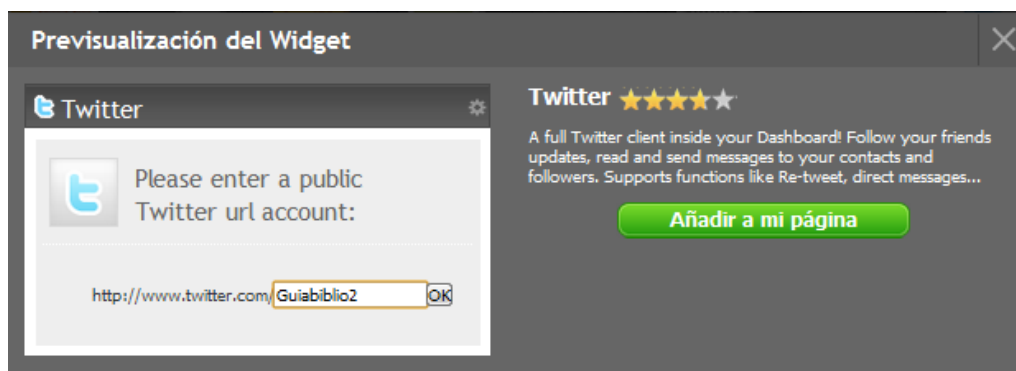 Previsualización del Widget
Twitter
Please enter a public
Twitter url account:
http://www.twitter.com/Guiabiblio2 OK
Twitter
A full Twitter client inside your Dashboard! Follow your friends
updates, read and send messages to your contacts and
followers. Supports functions like Re-tweet, direct messages...
Añadir a mi página